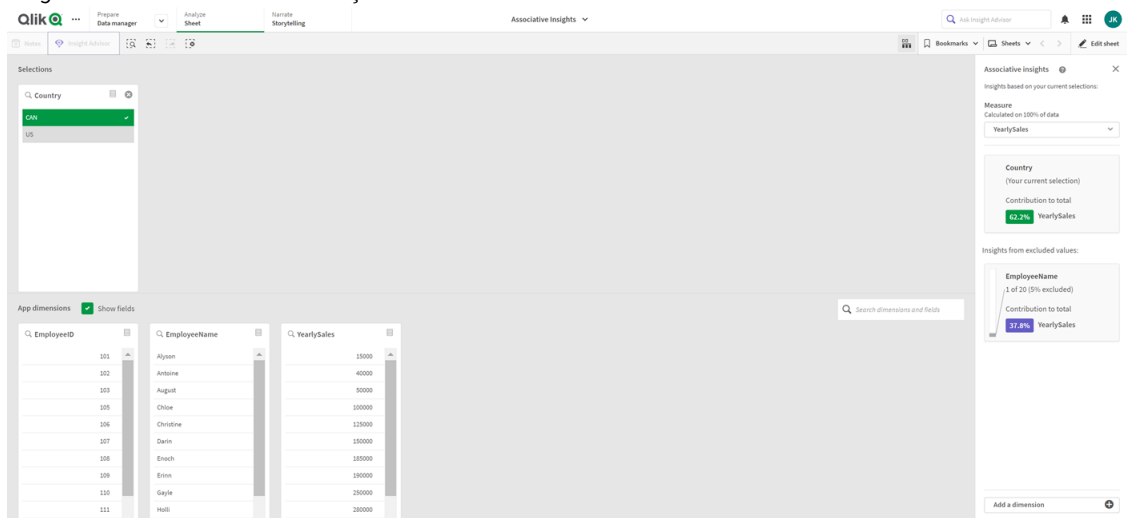 Qlik
Prepare
Data manager
Analyze
Sheet
Narrate
Storytelling
Associative Insights
Ask Insight Advisor
JK
Notes
Insight Advisor
Bookmarks
Sheets
Edit sheet
Selections
Country
CAN
US
Associative insights
Insights based on your current selections:
Measure
Calculated on 100% of data
YearlySales
Country
(Your current selection)
Contribution to total
62.2% YearlySales
Insights from excluded values:
EmployeeName
1 of 20 (5% excluded)
Contribution to total
37.8% YearlySales
Add a dimension
App dimensions
Show fields
Search dimensions and fields
EmployeeID
101
102
103
105
106
107
108
109
110
111
EmployeeName
Alyson
Antoine
August
Chloe
Christine
Darin
Enoch
Erinn
Gayle
Holli
YearlySales
15000
40000
50000
100000
125000
150000
185000
190000
250000
280000